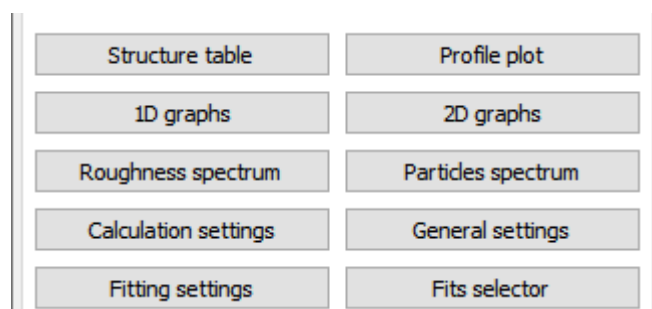 Structure table
Profile plot
1D graphs
2D graphs
Roughness spectrum
Particles spectrum
Calculation settings
General settings
Fitting settings
Fits selector